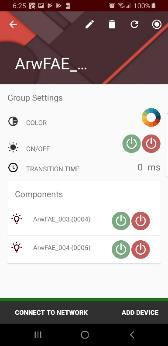 6:25
100%
ArwFAE_...
Group Settings
COLOR
ON/OFF
TRANSITION TIME
0 ms
Components
ArwFAE_003 (0004)
ArwFAE_004 (0006)
CONNECT TO NETWORK
ADD DEVICE